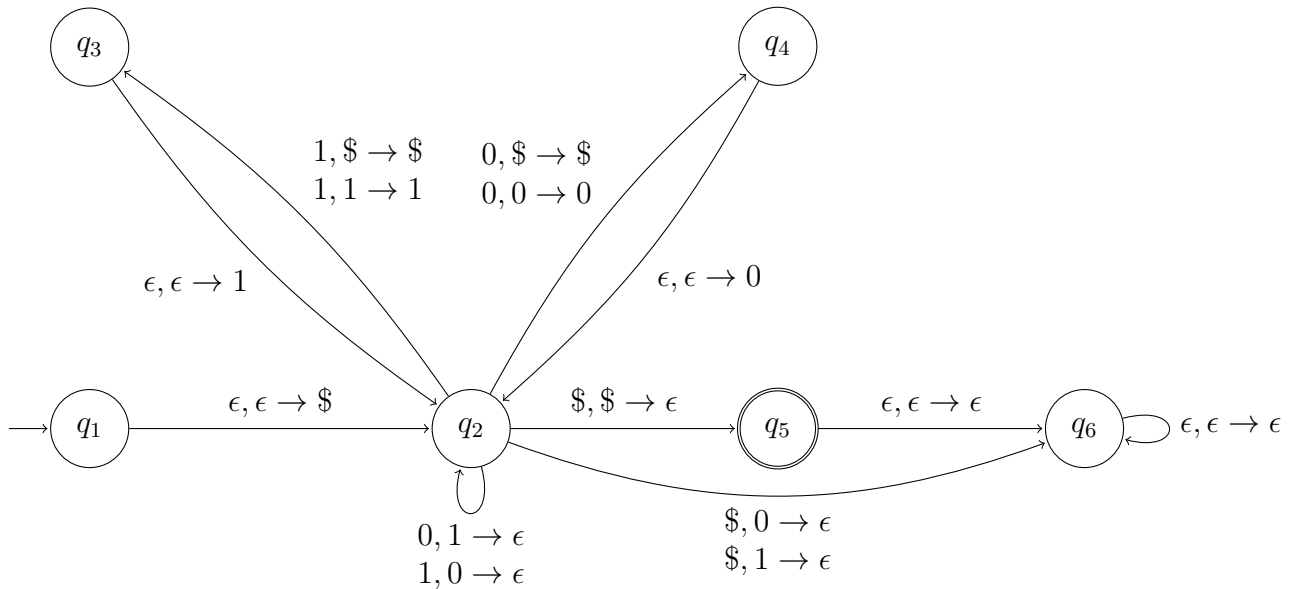 q3
q4
1, $ → $
1, 1 → 1
0, $ → $
0, 0 → 0
ϵ, ϵ → 1
ϵ, ϵ → 0
q1
ϵ, ϵ → $
q2
$, $ → ϵ
q5
ϵ, ϵ → ϵ
q6
ϵ, ϵ → ϵ
0, 1 → ϵ
1, 0 → ϵ
$, 0 → ϵ
$, 1 → ϵ